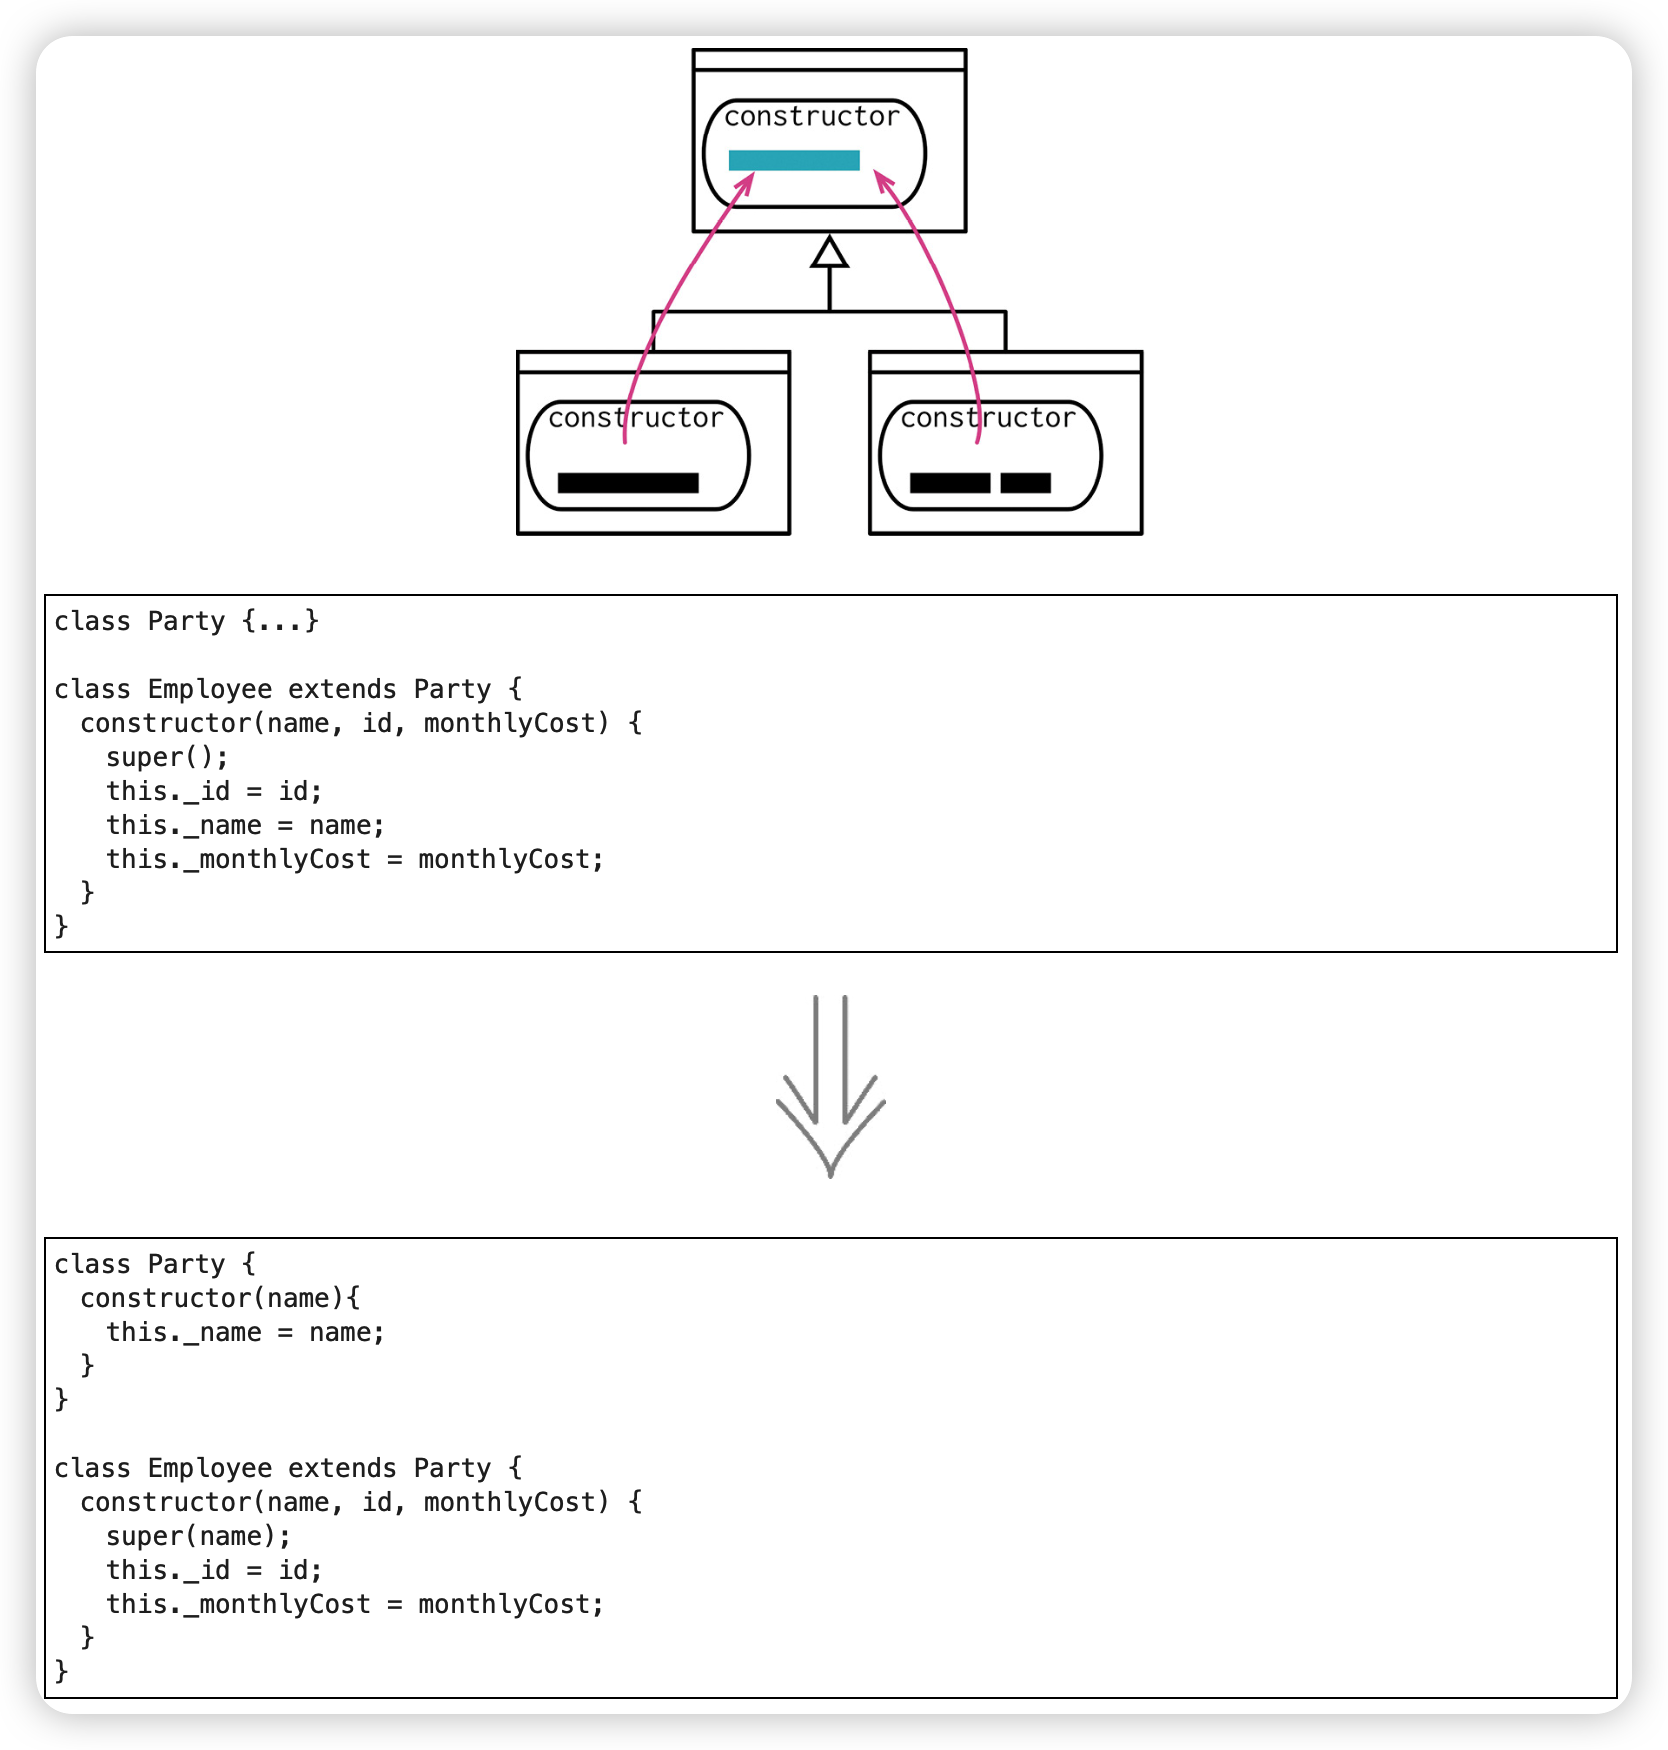 constructor
constructor
constructor
class Party {...}
class Employee extends Party {
constructor(name, id, monthlyCost) {
super();
this._id = id;
this._name = name;
this._monthlyCost = monthlyCost;
}
}
class Party {
constructor(name){
this._name = name;
}
}
class Employee extends Party {
constructor(name, id, monthlyCost) {
super(name);
this._id = id;
this._monthlyCost = monthlyCost;
}
}